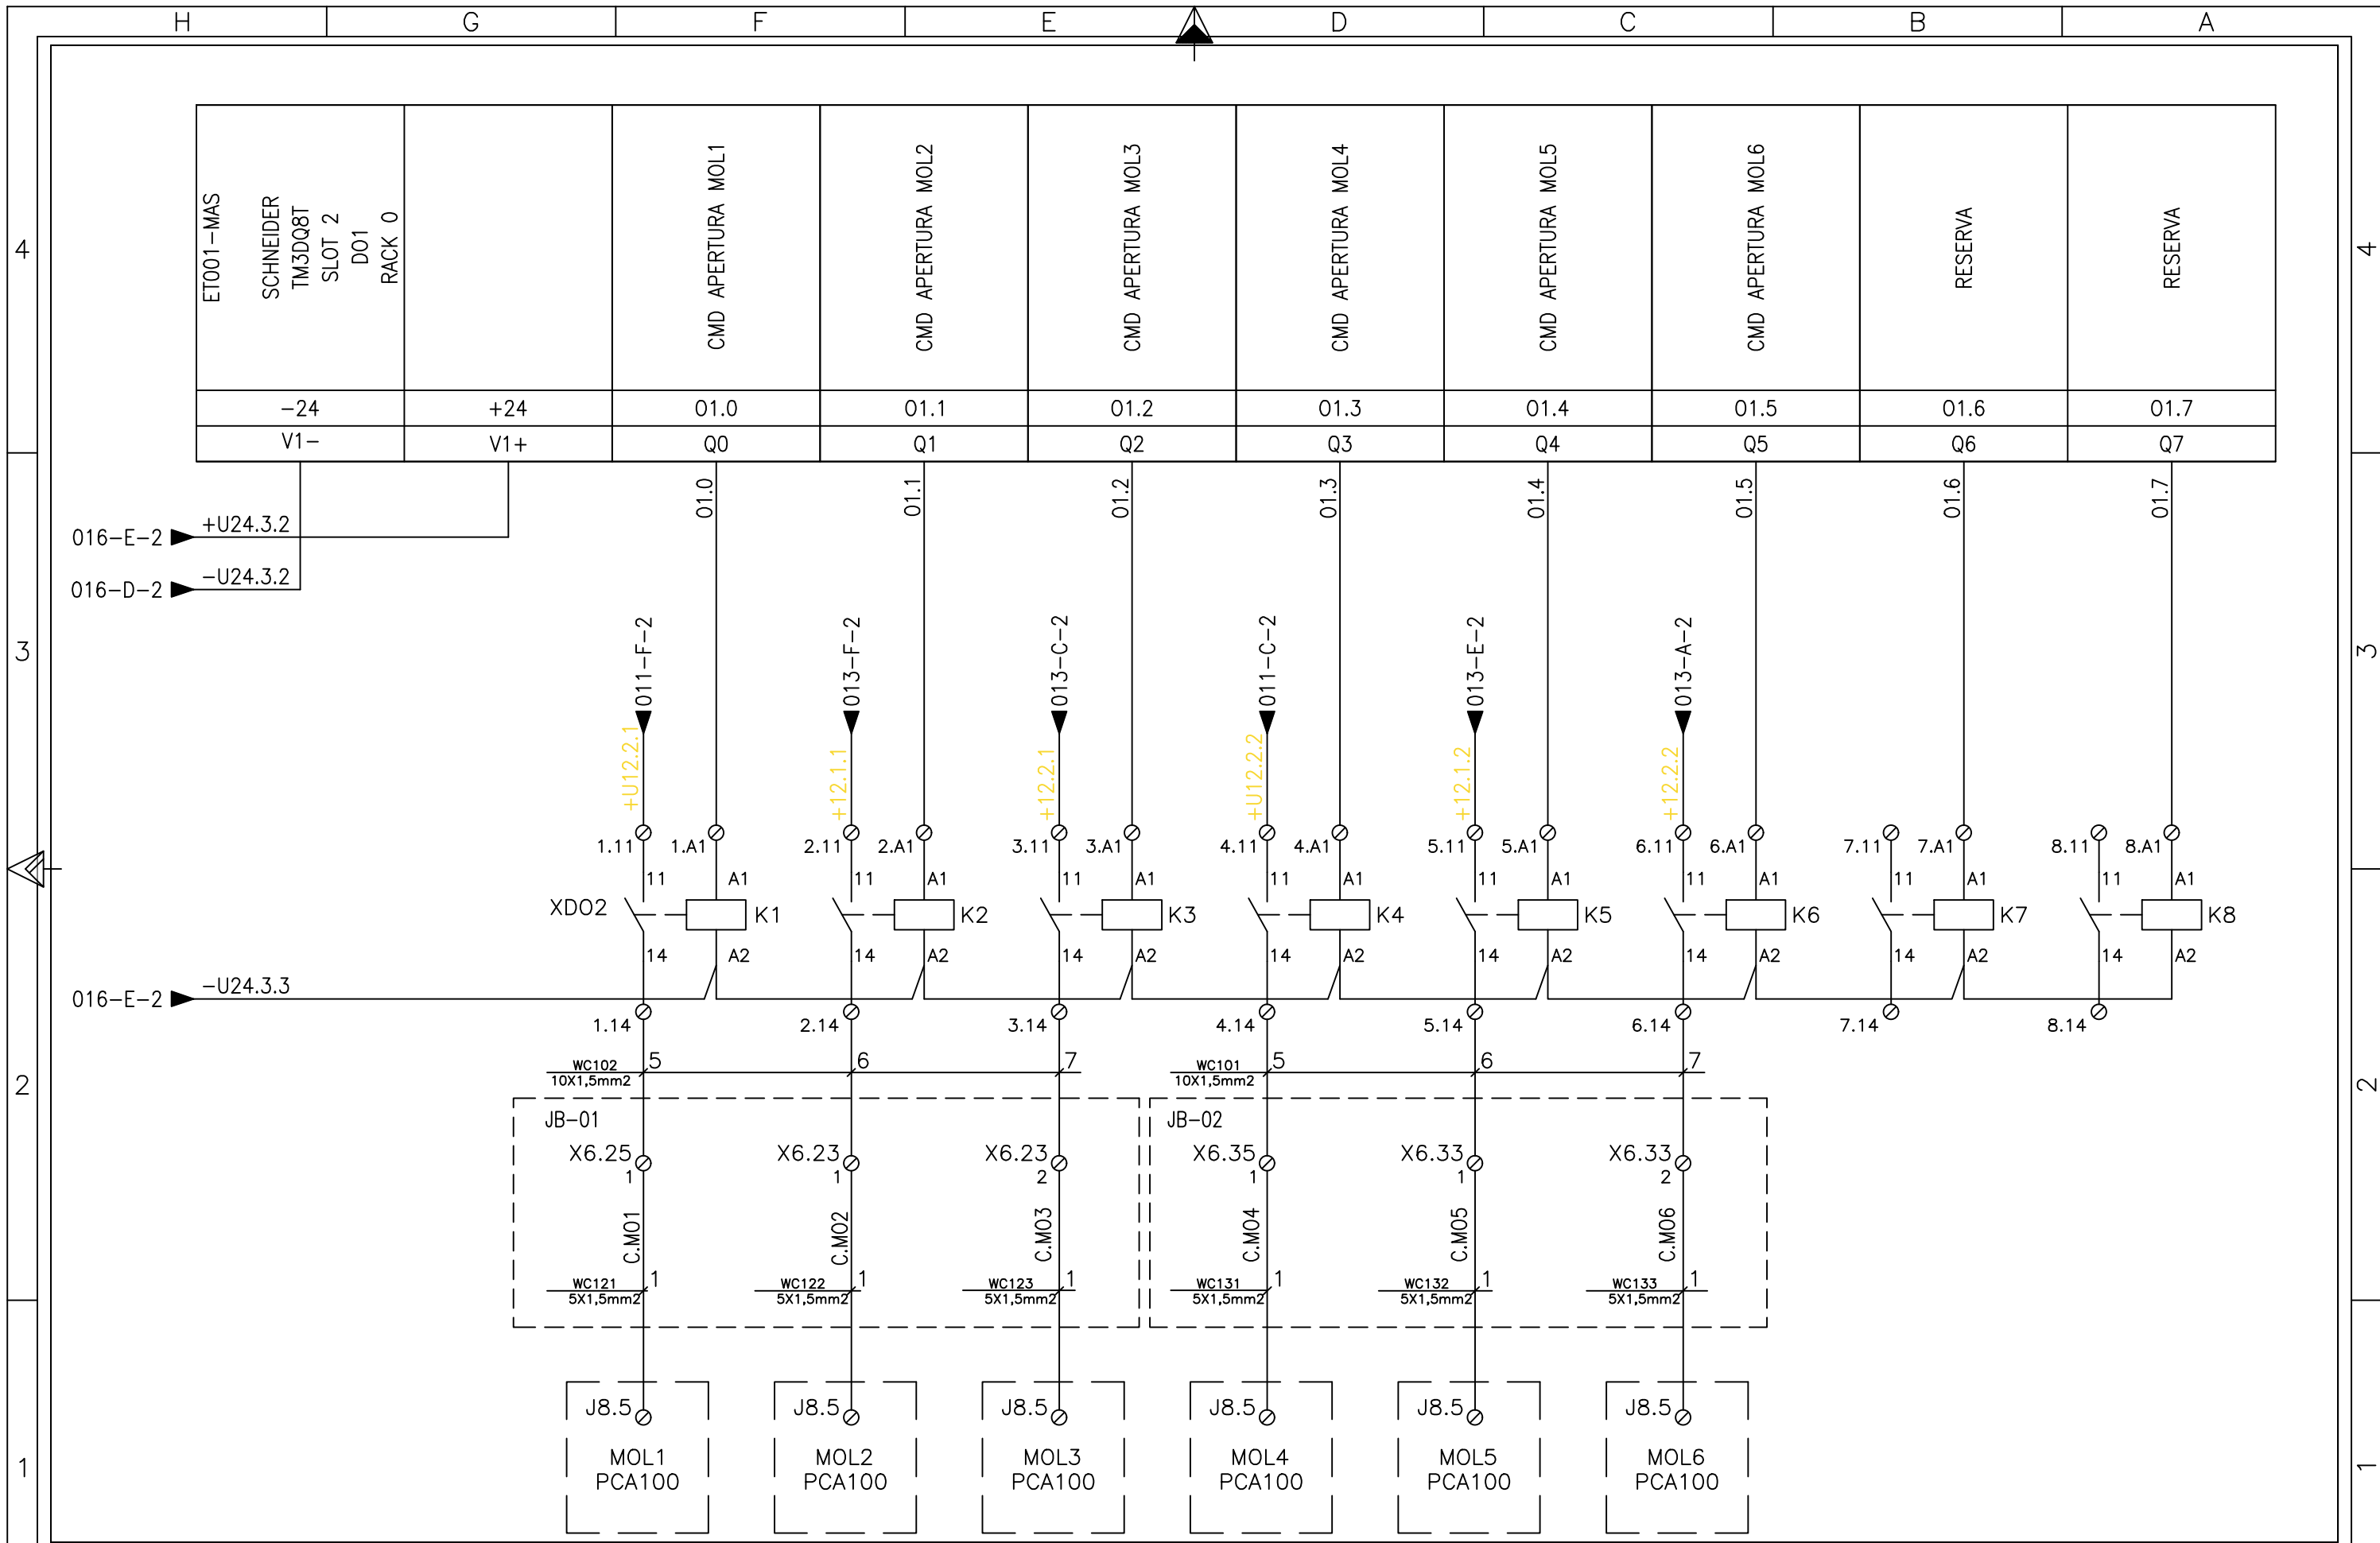 H G F E D C B A
4 4
3 3
2 2
1 1
ET001-MAS
SCHNEIDER
TM3DQ8T
SLOT 2
DO1
RACK 0
CMD APERTURA MOL1
CMD APERTURA MOL2
CMD APERTURA MOL3
CMD APERTURA MOL4
CMD APERTURA MOL5
CMD APERTURA MOL6
RESERVA
RESERVA
-24 +24 01.0 01.1 01.2 01.3 01.4 01.5 01.6 01.7
V1- V1+ Q0 Q1 Q2 Q3 Q4 Q5 Q6 Q7
01.0 01.1 01.2 01.3 01.4 01.5 01.6 01.7
016-E-2 +U24.3.2
016-D-2 -U24.3.2
011-F-2 013-F-2 013-C-2 011-C-2 013-E-2 013-A-2
+U12.2.1 +12.1.1 +12.2.1 +U12.2.2 +12.1.2 +12.2.2
1.11 1.A1 2.11 2.A1 3.11 3.A1 4.11 4.A1 5.11 5.A1 6.11 6.A1 7.11 7.A1 8.11 8.A1
11 A1 11 A1 11 A1 11 A1 11 A1 11 A1 11 A1 11 A1
XDO2 K1 K2 K3 K4 K5 K6 K7 K8
14 A2 14 A2 14 A2 14 A2 14 A2 14 A2 14 A2 14 A2
016-E-2 -U24.3.3
1.14 2.14 3.14 4.14 5.14 6.14 7.14 8.14
WC102 5 6 7 WC101 5 6 7
10X1,5mm2 10X1,5mm2
JB-01 JB-02
X6.25 X6.23 X6.23 X6.35 X6.33 X6.33
1 1 2 1 1 2
C.M01 C.M02 C.M03 C.M04 C.M05 C.M06
WC121 1 WC122 1 WC123 1 WC131 1 WC132 1 WC133 1
5X1,5mm2 5X1,5mm2 5X1,5mm2 5X1,5mm2 5X1,5mm2 5X1,5mm2
J8.5 J8.5 J8.5 J8.5 J8.5 J8.5
MOL1 MOL2 MOL3 MOL4 MOL5 MOL6
PCA100 PCA100 PCA100 PCA100 PCA100 PCA100